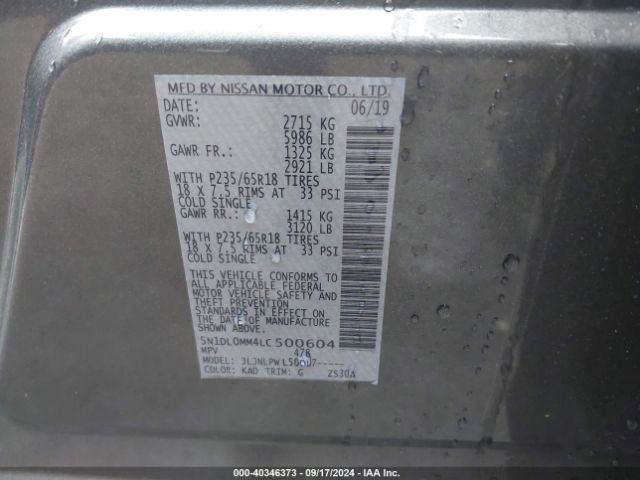 MFD BY NISSAN MOTOR CO., LTD.
DATE: 06/19
GVWR: 2715 KG
5986 LB
GAWR FR.: 1325 KG
2921 LB
WITH P235/65R18 TIRES
18 X 7.5 RIMS AT 33 PSI
COLD SINGLE
GAWR RR.: 1415 KG
3120 LB
WITH P235/65R18 TIRES
18 X 7.5 RIMS AT 33 PSI
COLD SINGLE
THIS VEHICLE CONFORMS TO
ALL APPLICABLE FEDERAL
MOTOR VEHICLE SAFETY AND
THEFT PREVENTION
STANDARDS IN EFFECT ON
THE DATE OF MANUFACTURE
SHOWN ABOVE.
5N1DL0MM4LC500604
MPV 478
MODEL:
COLOR: KAD TRIM: G ZS30A
000-40346373 - 09/17/2024 - IAA Inc.